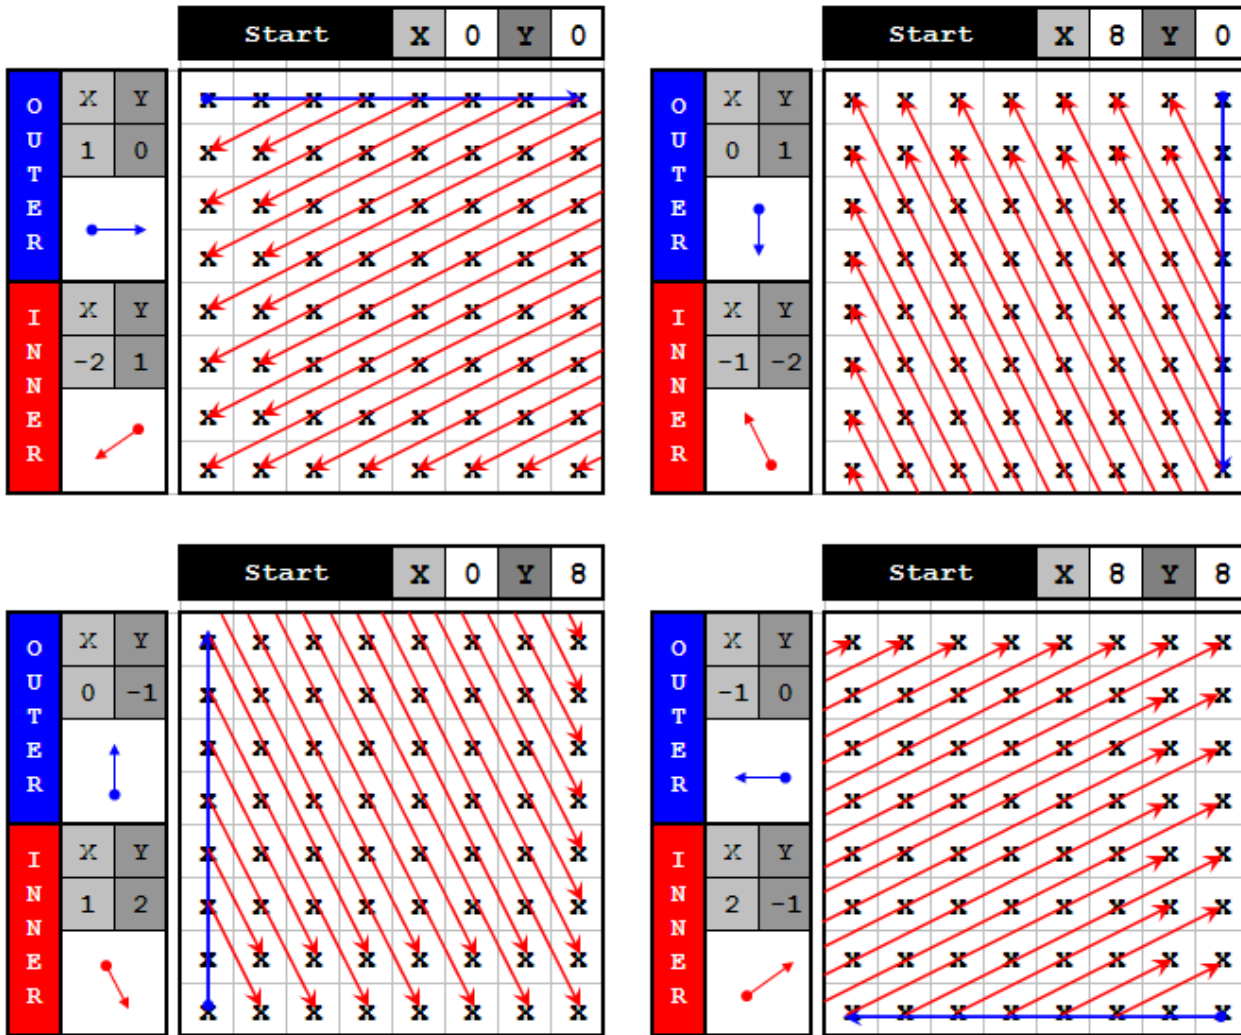 Start X 0 Y 0
OUTER
X Y
1 0
INNER
X Y
-2 1
X X X X X X X X
X X X X X X X X
X X X X X X X X
X X X X X X X X
X X X X X X X X
X X X X X X X X
X X X X X X X X
X X X X X X X X
Start X 8 Y 0
OUTER
X Y
0 1
INNER
X Y
-1 -2
X X X X X X X X
X X X X X X X X
X X X X X X X X
X X X X X X X X
X X X X X X X X
X X X X X X X X
X X X X X X X X
X X X X X X X X
Start X 0 Y 8
OUTER
X Y
0 -1
INNER
X Y
1 2
X X X X X X X X
X X X X X X X X
X X X X X X X X
X X X X X X X X
X X X X X X X X
X X X X X X X X
X X X X X X X X
X X X X X X X X
Start X 8 Y 8
OUTER
X Y
-1 0
INNER
X Y
2 -1
X X X X X X X X
X X X X X X X X
X X X X X X X X
X X X X X X X X
X X X X X X X X
X X X X X X X X
X X X X X X X X
X X X X X X X X